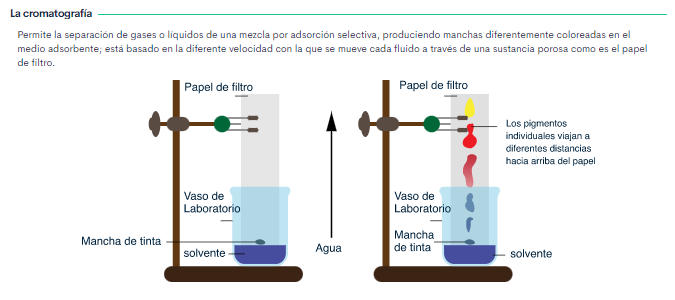 La cromatografía
Permite la separación de gases o líquidos de una mezcla por adsorción selectiva, produciendo manchas diferentemente coloreadas en el
medio adsorbente; está basado en la diferente velocidad con la que se mueve cada fluido a través de una sustancia porosa como es el papel
de filtro.
Papel de filtro
Vaso de
Laboratorio
Mancha de tinta
solvente
Agua
Papel de filtro
Los pigmentos
individuales viajan a
diferentes distancias
hacia arriba del papel
Vaso de
Laboratorio
Mancha
de tinta
solvente